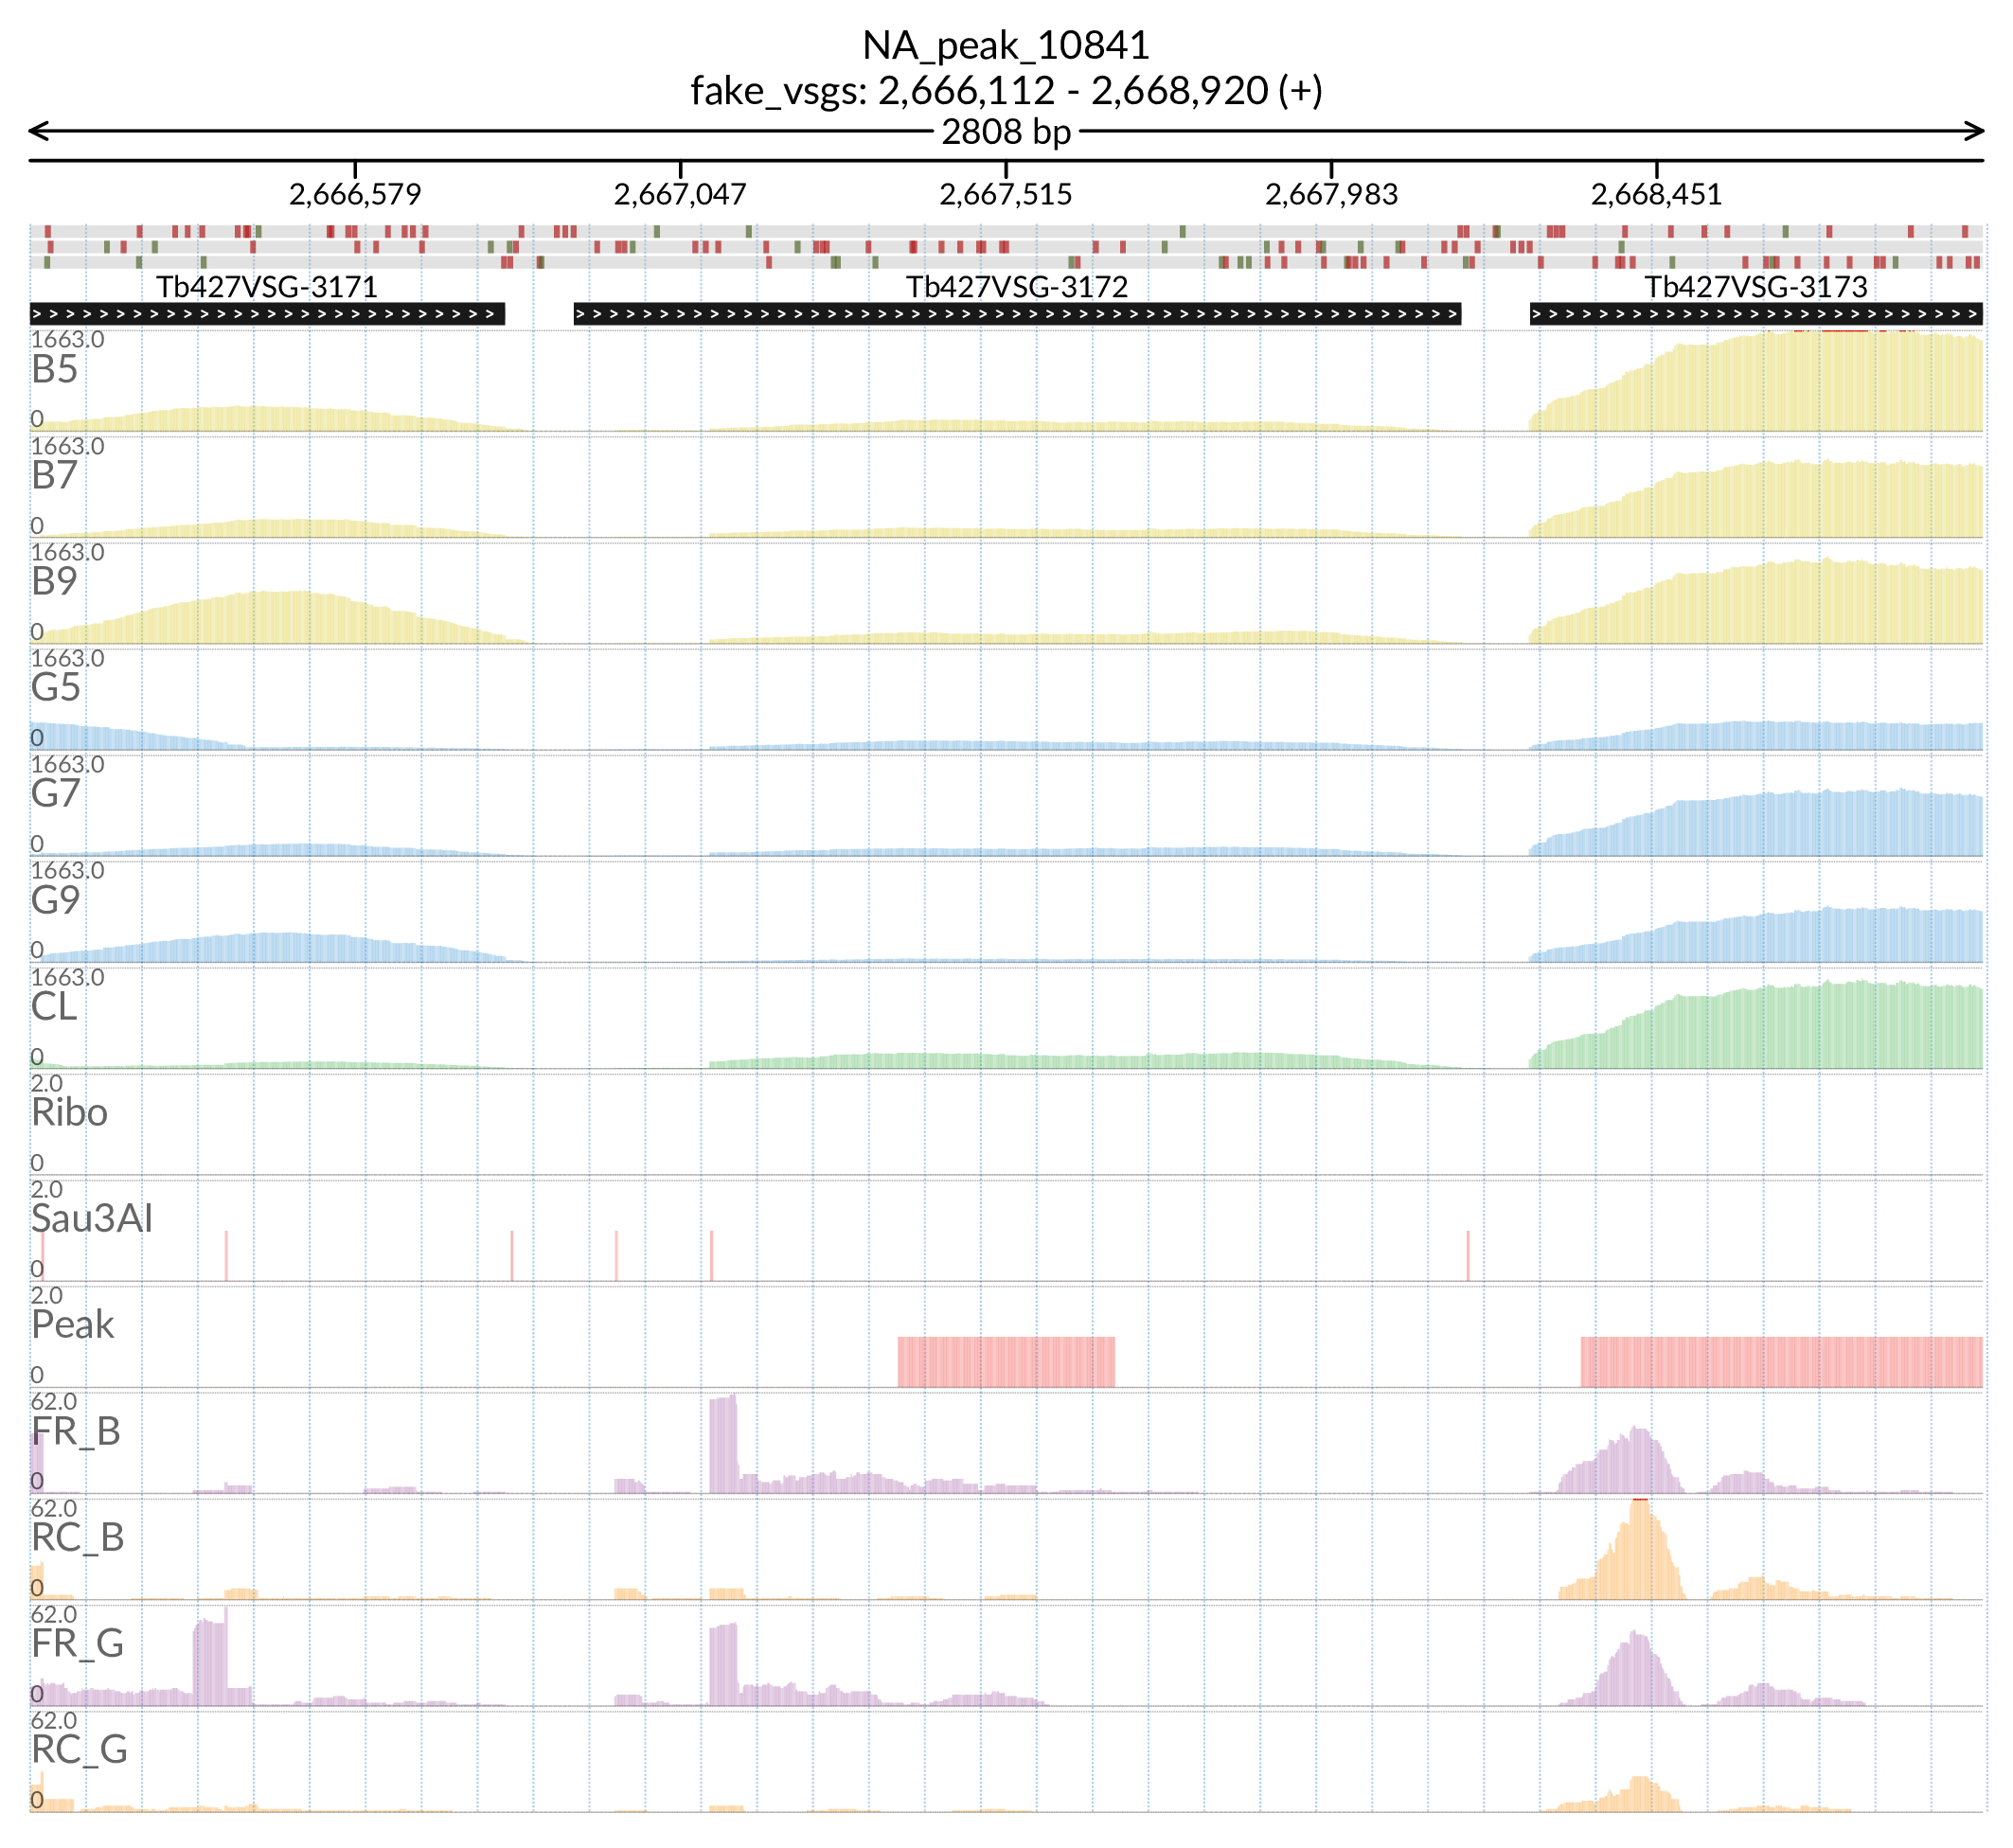 NA_peak_10841
fake_vsgs: 2,666,112 - 2,668,920 (+)
2808 bp
2,666,579 2,667,047 2,667,515 2,667,983 2,668,451
Tb427VSG-3171 Tb427VSG-3172 Tb427VSG-3173
1663.0
B5
0
1663.0
B7
0
1663.0
B9
0
1663.0
G5
0
1663.0
G7
0
1663.0
G9
0
1663.0
CL
0
2.0
Ribo
0
2.0
Sau3AI
0
2.0
Peak
0
62.0
FR_B
0
62.0
RC_B
0
62.0
FR_G
0
62.0
RC_G
0